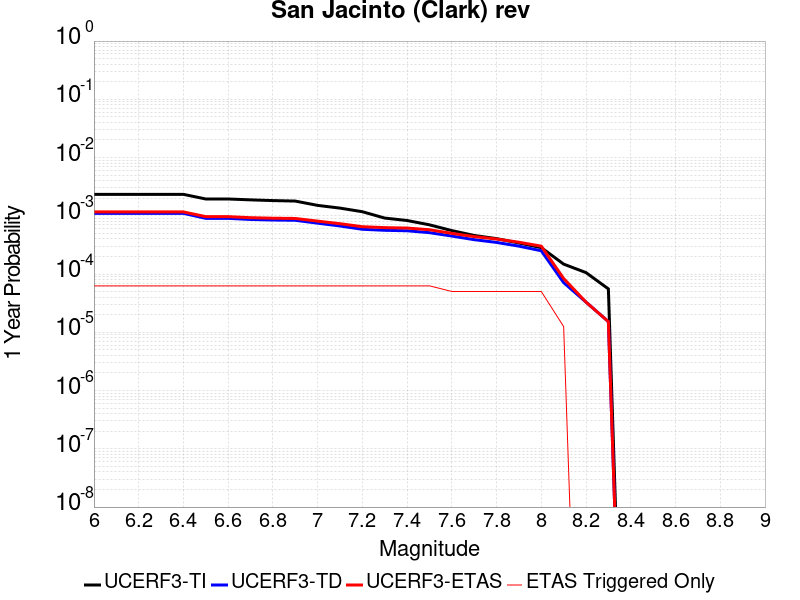 San Jacinto (Clark) rev
10^0
10^-1
10^-2
10^-3
10^-4
10^-5
10^-6
10^-7
10^-8
1 Year Probability
6 6.2 6.4 6.6 6.8 7 7.2 7.4 7.6 7.8 8 8.2 8.4 8.6 8.8 9
Magnitude
UCERF3-TI UCERF3-TD UCERF3-ETAS ETAS Triggered Only